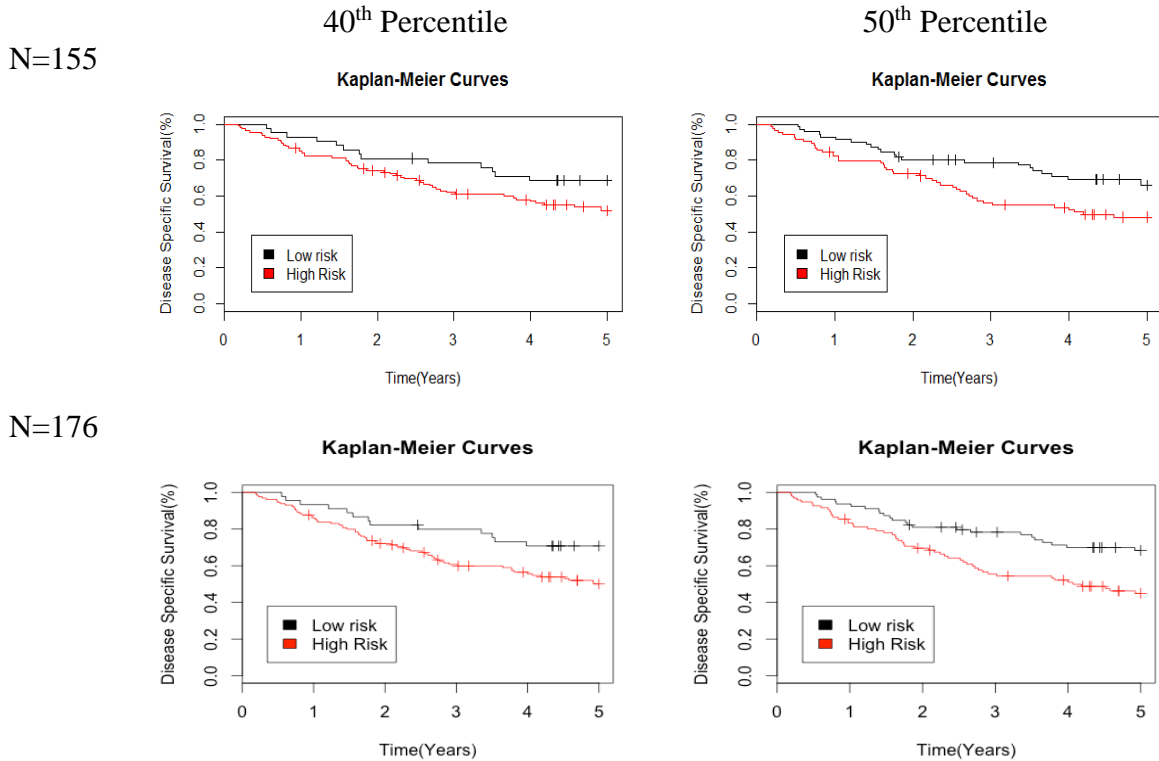 40th Percentile
50th Percentile
N=155
Kaplan-Meier Curves
Disease Specific Survival(%)
1.0
0.8
0.6
0.4
0.2
0.0
Low risk
High Risk
0 1 2 3 4 5
Time(Years)
Kaplan-Meier Curves
Disease Specific Survival(%)
1.0
0.8
0.6
0.4
0.2
0.0
Low risk
High Risk
0 1 2 3 4 5
Time(Years)
N=176
Kaplan-Meier Curves
Disease Specific Survival(%)
1.0
0.8
0.6
0.4
0.2
0.0
Low risk
High Risk
0 1 2 3 4 5
Time(Years)
Kaplan-Meier Curves
Disease Specific Survival(%)
1.0
0.8
0.6
0.4
0.2
0.0
Low risk
High Risk
0 1 2 3 4 5
Time(Years)